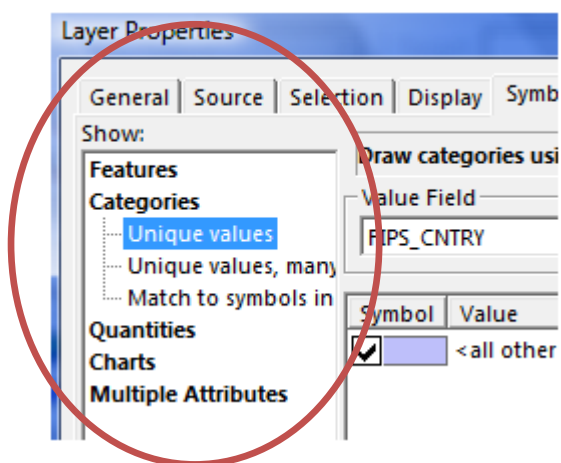 Layer Properties
General Source Selection Display Symb
Show:
Features
Categories
Unique values
Unique values, many
Match to symbols in
Quantities
Charts
Multiple Attributes
Draw categories usi
Value Field
FIPS_CNTRY
Symbol Value
<all other